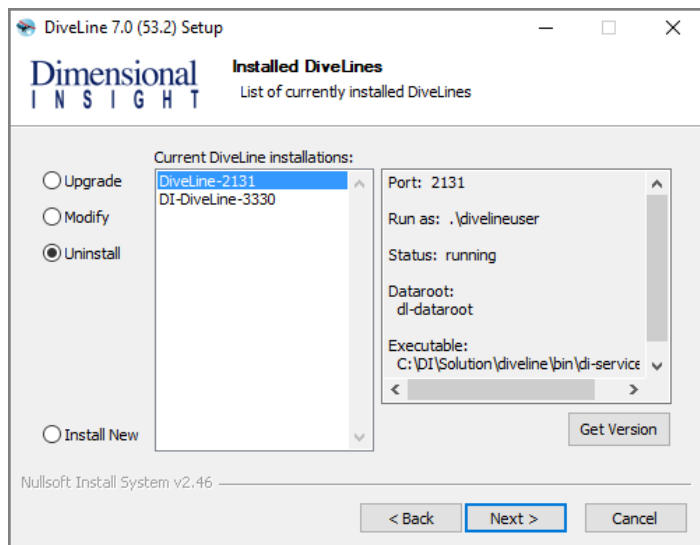 DiveLine 7.0 (53.2) Setup
Dimensional
INSIGHT
Installed DiveLines
List of currently installed DiveLines
Current DiveLine installations:
Upgrade
Modify
Uninstall
Install New
DiveLine-2131
DI-DiveLine-3330
Port: 2131
Run as: .\divelineuser
Status: running
Dataroot:
dl-dataroot
Executable:
C:\DI\Solution\diveline\bin\di-service
Get Version
Nullsoft Install System v2.46
< Back
Next >
Cancel